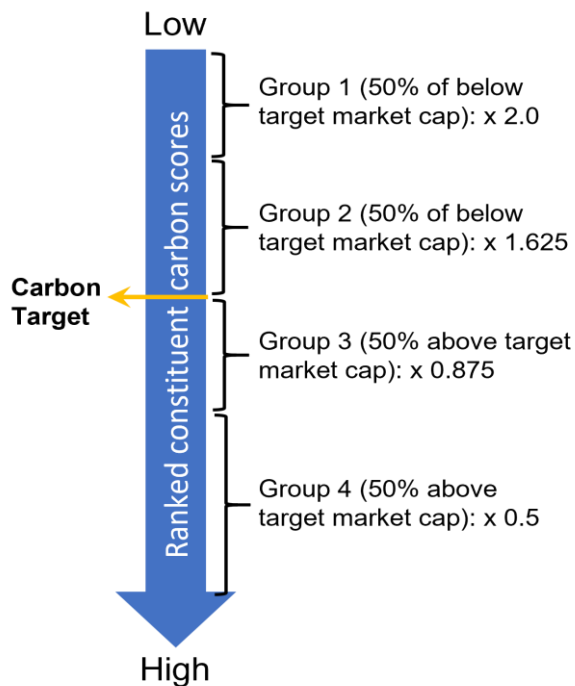 Low
Group 1 (50% of below
target market cap): x 2.0
Group 2 (50% of below
target market cap): x 1.625
Carbon
Target
Group 3 (50% above target
market cap): x 0.875
Group 4 (50% above
target market cap): x 0.5
Ranked constituent carbon scores
High